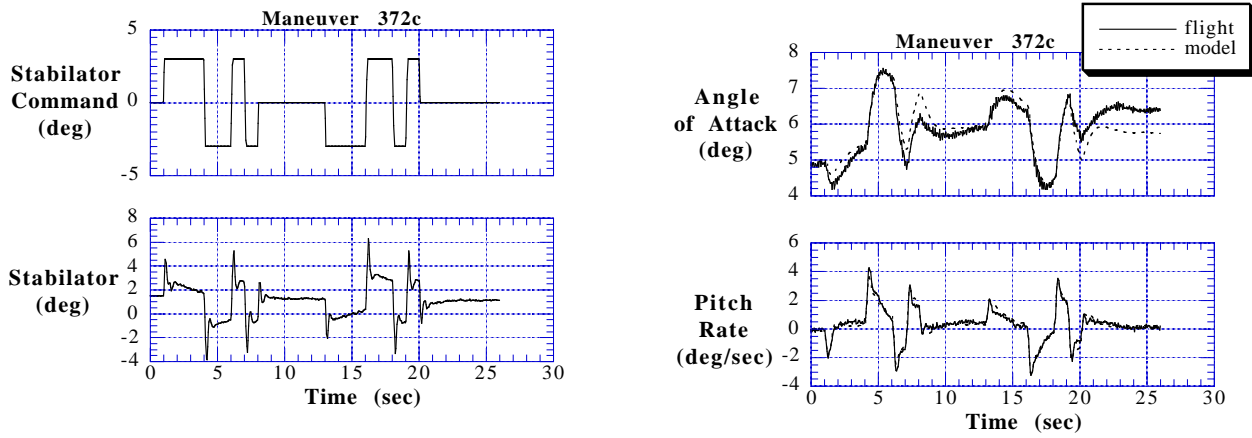 Maneuver 372c
5
0
-5
Stabilator
Command
(deg)
8
6
4
2
0
-2
-4
Stabilator
(deg)
0 5 10 15 20 25 30
Time (sec)
flight
model
Maneuver 372c
8
7
6
5
4
Angle
of Attack
(deg)
6
4
2
0
-2
-4
Pitch
Rate
(deg/sec)
0 5 10 15 20 25 30
Time (sec)